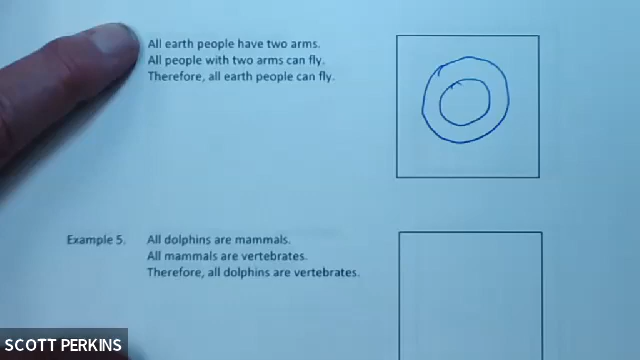 All earth people have two arms.
All people with two arms can fly.
Therefore, all earth people can fly.
Example 5. All dolphins are mammals.
All mammals are vertebrates.
Therefore, all dolphins are vertebrates.
SCOTT PERKINS